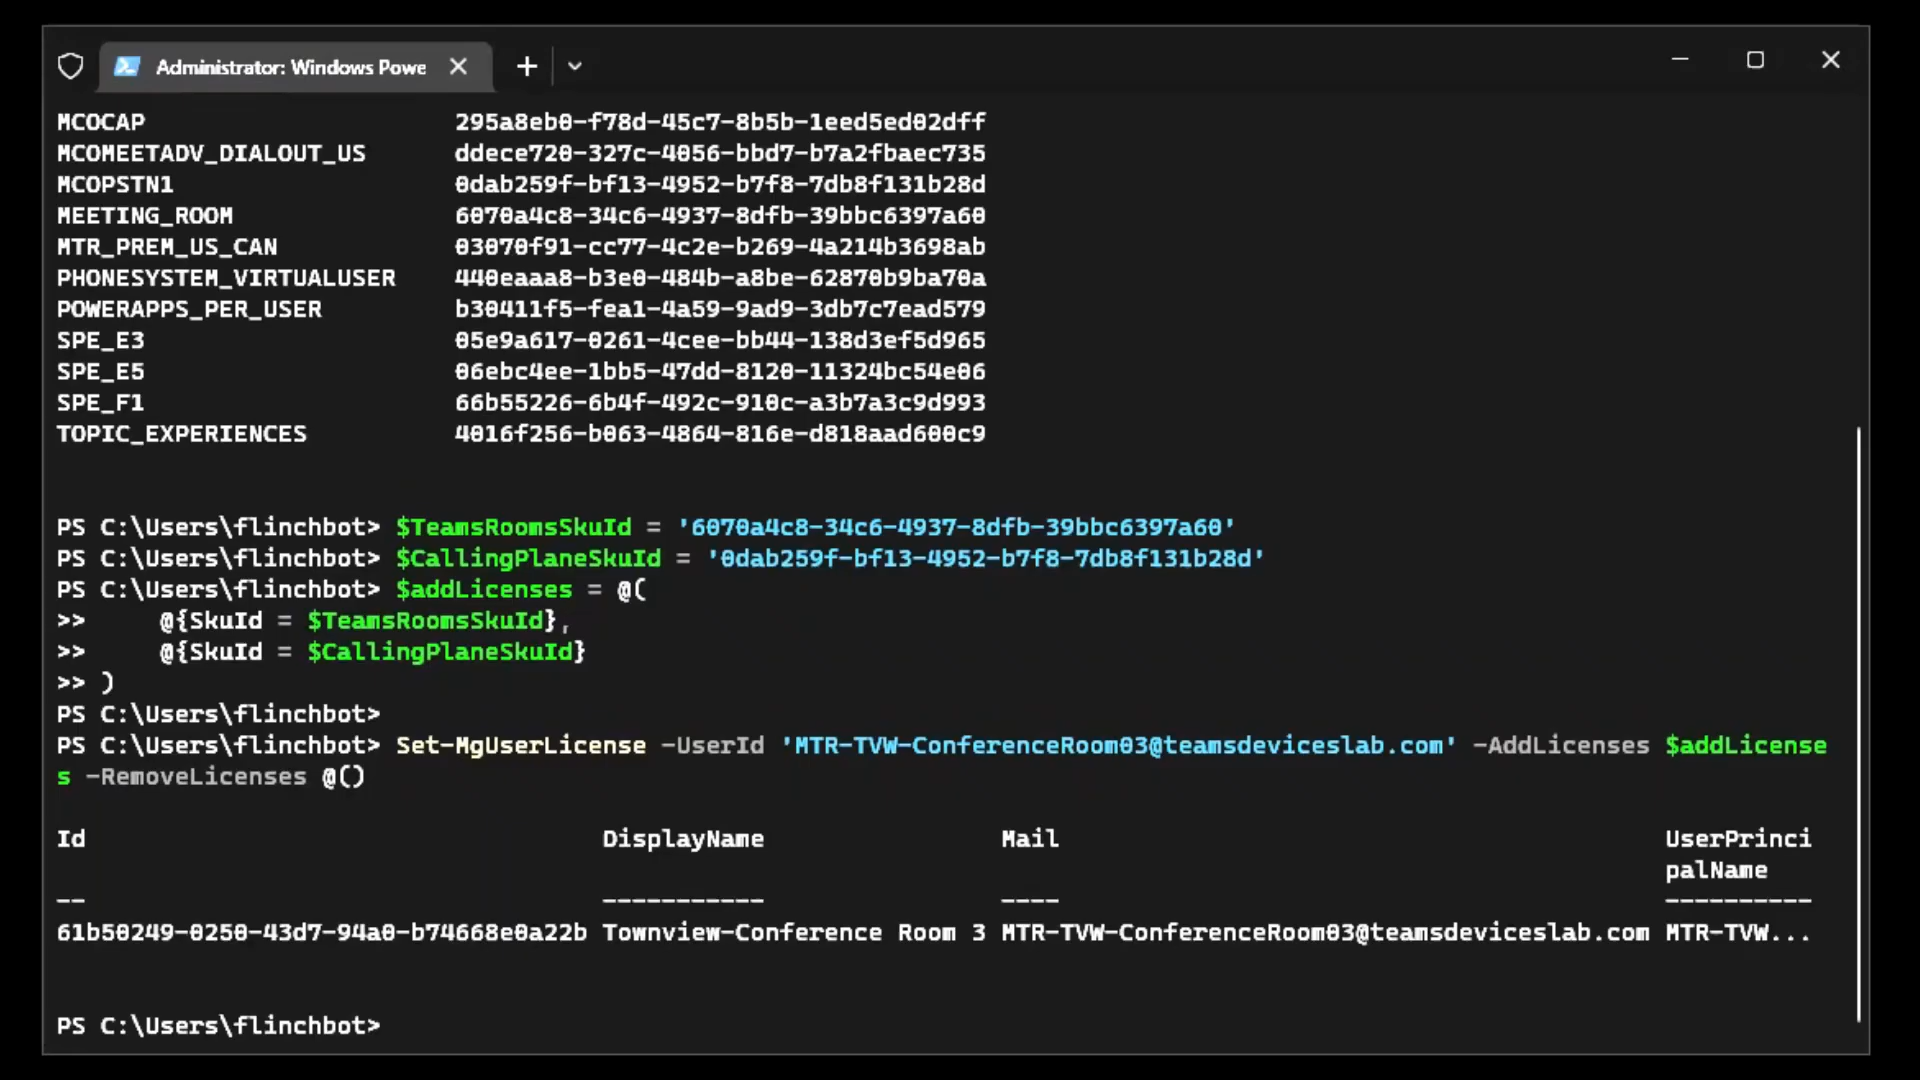 Administrator: Windows Powe
MCOCAP 295a8eb0-f78d-45c7-8b5b-1eed5ed02dff
MCOMEETADV_DIALOUT_US ddece720-327c-4056-bbd7-b7a2fbaec735
MCOPSTN1 0dab259f-bf13-4952-b7f8-7db8f131b28d
MEETING_ROOM 6070a4c8-34c6-4937-8dfb-39bbc6397a60
MTR_PREM_US_CAN 03070f91-cc77-4c2e-b269-4a214b3698ab
PHONESYSTEM_VIRTUALUSER 440eaaa8-b3e0-484b-a8be-62870b9ba70a
POWERAPPS_PER_USER b30411f5-fea1-4a59-9ad9-3db7c7ead579
SPE_E3 05e9a617-0261-4cee-bb44-138d3ef5d965
SPE_E5 06ebc4ee-1bb5-47dd-8120-11324bc54e06
SPE_F1 66b55226-6b4f-492c-910c-a3b7a3c9d993
TOPIC_EXPERIENCES 4016f256-b063-4864-816e-d818aad600c9
PS C:\Users\flinchbot> $TeamsRoomsSkuId = '6070a4c8-34c6-4937-8dfb-39bbc6397a60'
PS C:\Users\flinchbot> $CallingPlaneSkuId = '0dab259f-bf13-4952-b7f8-7db8f131b28d'
PS C:\Users\flinchbot> $addLicenses = @(
>> @{SkuId = $TeamsRoomsSkuId},
>> @{SkuId = $CallingPlaneSkuId}
>> )
PS C:\Users\flinchbot>
PS C:\Users\flinchbot> Set-MgUserLicense -UserId 'MTR-TVW-ConferenceRoom03@teamsdeviceslab.com' -AddLicenses $addLicense
s -RemoveLicenses @()
Id DisplayName Mail UserPrinci
palName
-- ----------- ---- ----------
61b50249-0250-43d7-94a0-b74668e0a22b Townview-Conference Room 3 MTR-TVW-ConferenceRoom03@teamsdeviceslab.com MTR-TVW...
PS C:\Users\flinchbot>